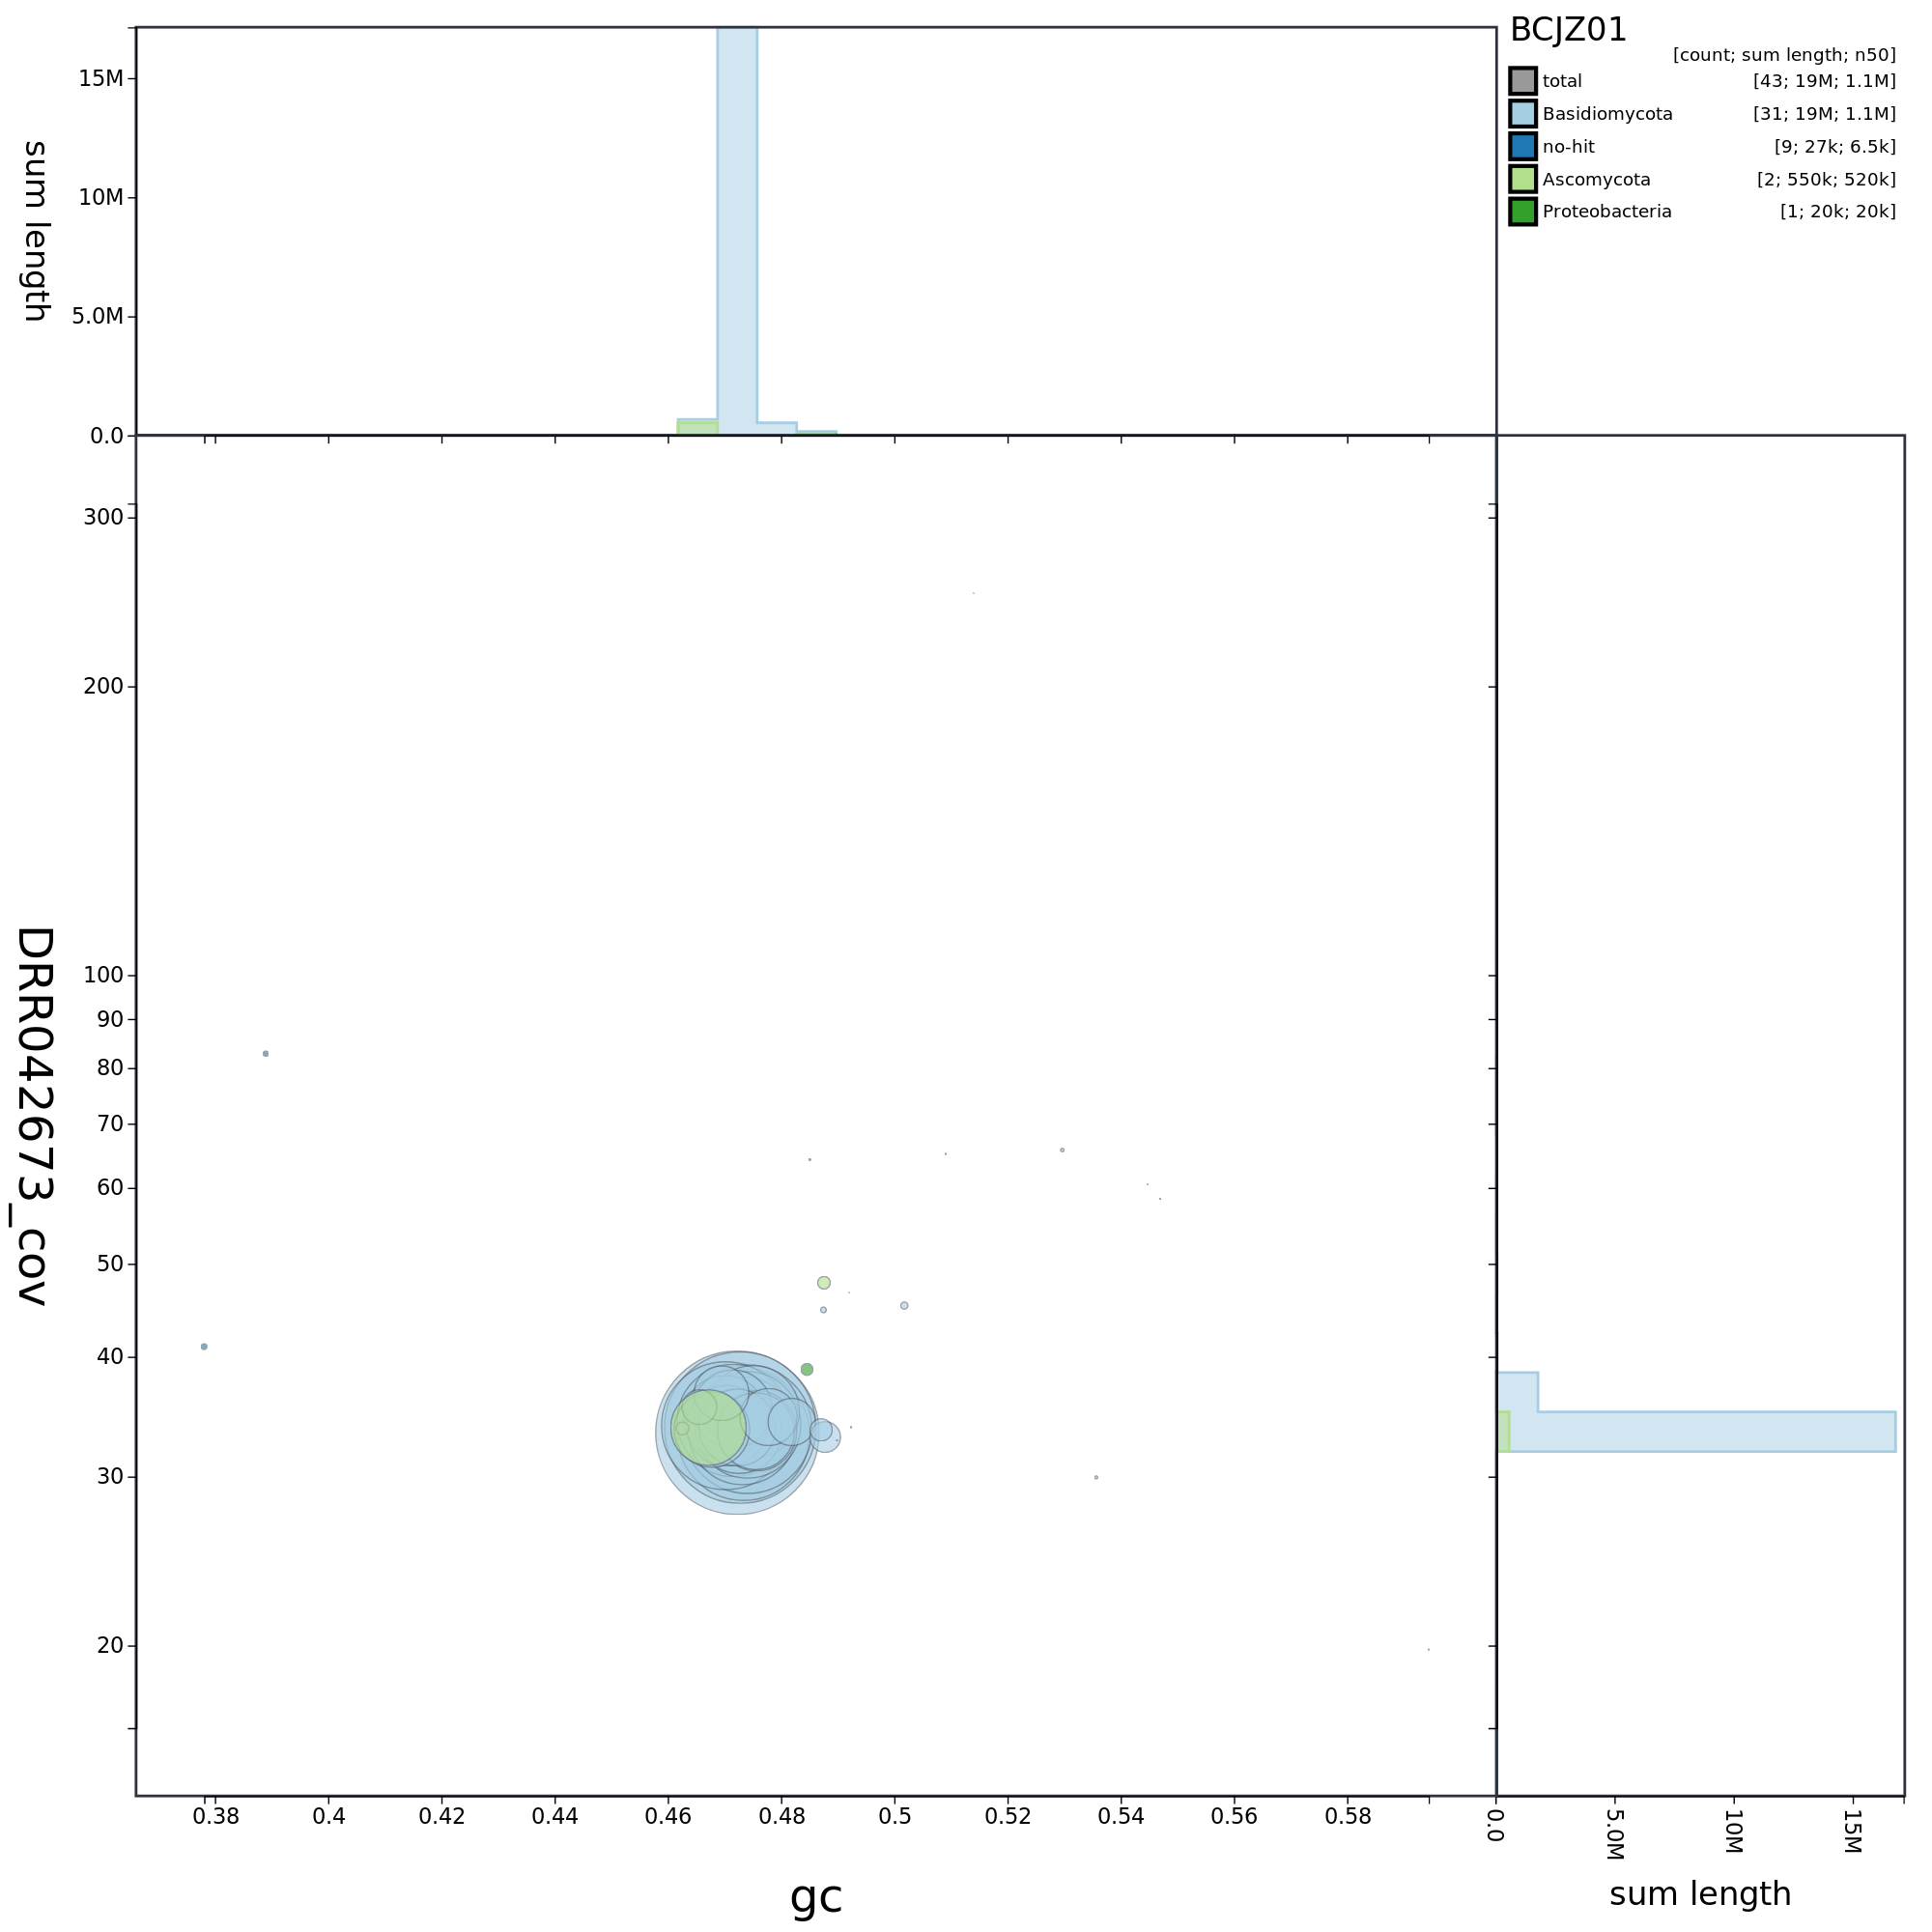 BCJZ01
[count; sum length; n50]
total [43; 19M; 1.1M]
Basidiomycota [31; 19M; 1.1M]
no-hit [9; 27k; 6.5k]
Ascomycota [2; 550k; 520k]
Proteobacteria [1; 20k; 20k]
sum length
15M
10M
5.0M
0.0
DRR042673_cov
300
200
100
90
80
70
60
50
40
30
20
0.38 0.4 0.42 0.44 0.46 0.48 0.5 0.52 0.54 0.56 0.58
gc
0.0 5.0M 10M 15M
sum length